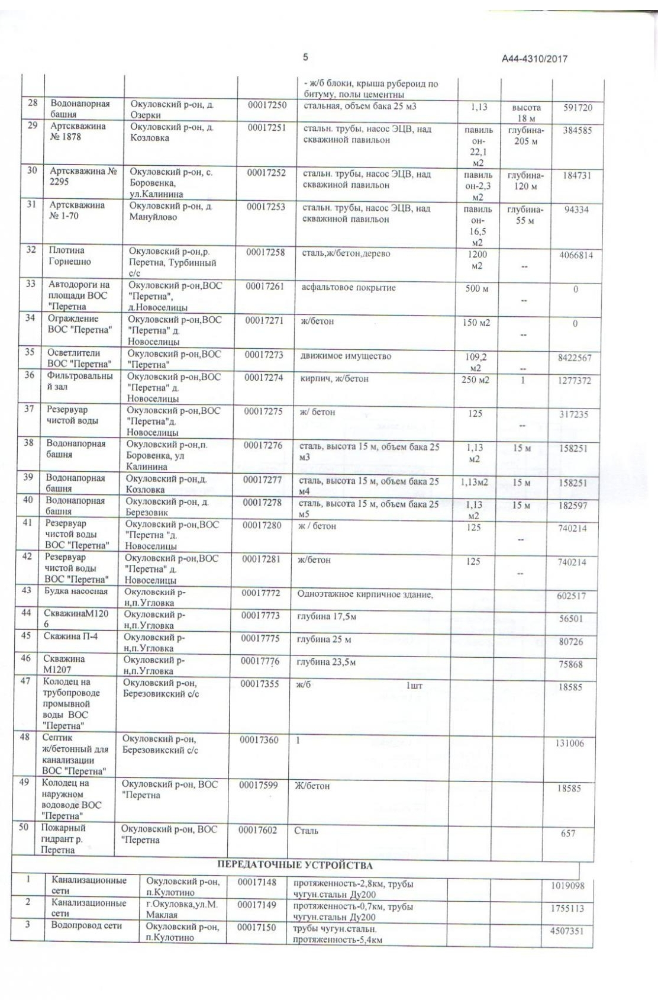 5
А44-4310/2017
- ж/б блоки, крыша рубероид по
битуму, полы цементны
28 Водонапорная Окуловский р-он, д. 00017250 стальная, объем бака 25 м3 1,13 высота 591720
башня Озерки 18 м
29 Артскважина Окуловский р-он, д. 00017251 стальн. трубы, насос ЭЦВ, над павиль глубина- 384585
№ 1878 Козловка скважиной павильон он- 205 м
22,1
м2
30 Артскважина № Окуловский р-он, с. 00017252 стальн. трубы, насос ЭЦВ, над павиль глубина- 184731
2295 Боровенка, скважиной павильон он-2,3 120 м
ул.Калинина м2
31 Артскважина Окуловский р-он, д. 00017253 стальн. трубы, насос ЭЦВ, над павиль глубина- 94334
№ 1-70 Мануйлово скважиной павильон он- 55 м
16,5
м2
32 Плотина Окуловский р-он,р. 00017258 сталь,ж/бетон,дерево 1200 4066814
Горнешно Перетна, Турбинный м2 --
с/с
33 Автодороги на Окуловский р-он,ВОС 00017261 асфальтовое покрытие 500 м 0
площади ВОС "Перетна", --
"Перетна д.Новоселицы
34 Ограждение Окуловский р-он,ВОС 00017271 ж/бетон 150 м2 0
ВОС "Перетна" "Перетна" д. --
Новоселицы
35 Осветлители Окуловский р-он,ВОС 00017273 движимое имущество 109,2 8422567
ВОС "Перетна" "Перетна" м2 --
36 Фильтровальны Окуловский р-он,ВОС 00017274 кирпич, ж/бетон 250 м2 1 1277372
й зал "Перетна" д.
Новоселицы
37 Резервуар Окуловский р-он,ВОС 00017275 ж/ бетон 125 317235
чистой воды "Перетна"д. --
Новоселицы
38 Водонапорная Окуловский р-он,п. 00017276 сталь, высота 15 м, объем бака 25 1,13 15 м 158251
башня Боровенка, ул м3 м2
Калинина
39 Водонапорная Окуловский р-он,д. 00017277 сталь, высота 15 м, объем бака 25 1,13м2 15 м 158251
башня Козловка м4
40 Водонапорная Окуловский р-он, д. 00017278 сталь, высота 15 м, объем бака 25 1,13 15 м 182597
башня Березовик м5 м2
41 Резервуар Окуловский р-он,ВОС 00017280 ж / бетон 125 740214
чистой воды "Перетна "д. --
ВОС "Перетна" Новоселицы
42 Резервуар Окуловский р-он,ВОС 00017281 ж/бетон 125 740214
чистой воды "Перетна" д. --
ВОС "Перетна" Новоселицы
43 Будка насосная Окуловский р- 00017772 Одноэтажное кирпичное здание, 602517
н,п.Угловка
44 СкважинаМ120 Окуловский р- 00017773 глубина 17,5м 56501
6 н,п.Угловка
45 Скажина П-4 Окуловский р- 00017775 глубина 25 м 80726
н,п.Угловка
46 Скважина Окуловский р- 00017776 глубина 23,5м 75868
М1207 н,п.Угловка
47 Колодец на Окуловский р-он, 00017355 ж/б 1шт 18585
трубопроводе Березовикский с/с
промывной
воды ВОС
"Перетна"
48 Септик Окуловский р-он, 00017360 1 131006
ж/бетонный для Березовикский с/с
канализации
ВОС "Перетна"
49 Колодец на Окуловский р-он, ВОС 00017599 Ж/бетон 18585
наружном "Перетна
водоводе ВОС
"Перетна"
50 Пожарный Окуловский р-он, ВОС 00017602 Сталь 657
гидрант р. "Перетна
Перетна
ПЕРЕДАТОЧНЫЕ УСТРОЙСТВА
1 Канализационные Окуловский р-он, 00017148 протяженность-2,8км, трубы 1019098
сети п.Кулотино чугун.стальн Ду200
2 Канализационные г.Окуловка,ул.М. 00017149 протяженность-0,7км, трубы 1755113
сети Маклая чугун.стальн Ду200
3 Водопровод сети Окуловский р-он, 00017150 трубы чугун.стальн. 4507351
п.Кулотино протяженность-5,4км